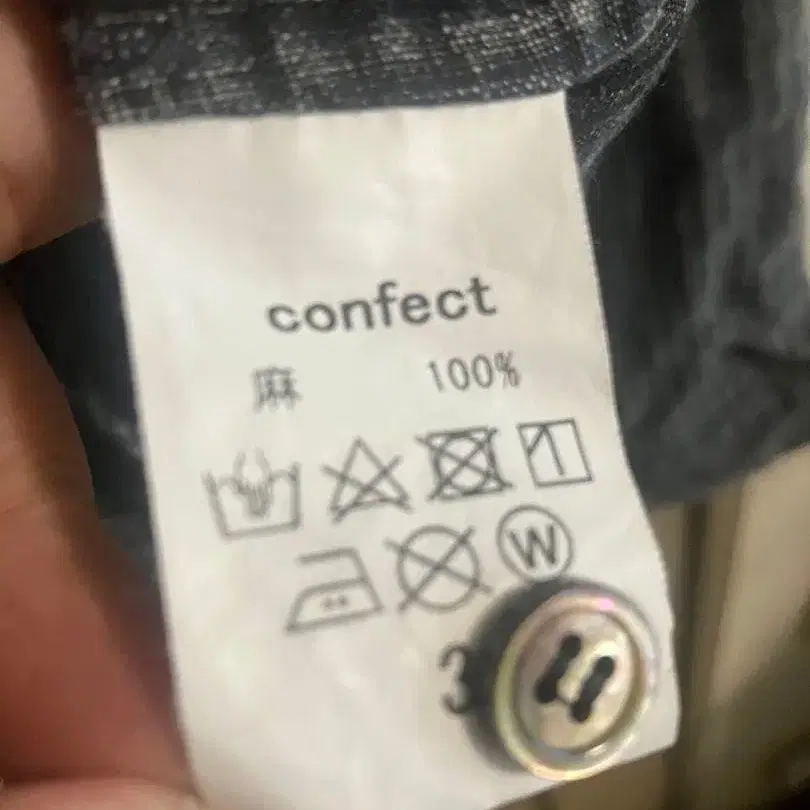 confect
麻 100%
W
3